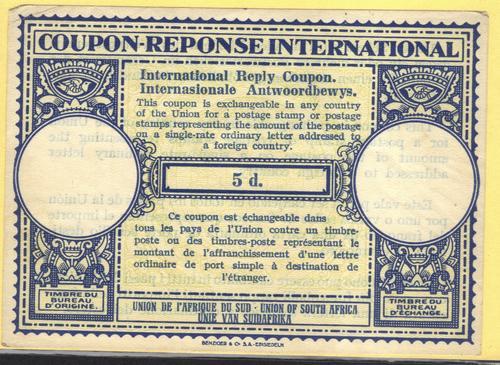 COUPON-REPONSE INTERNATIONAL
International Reply Coupon.
Internasionale Antwoordbewys.
This coupon is exchangeable in any country
of the Union for a postage stamp or postage
stamps representing the amount of the postage
on a single-rate ordinary letter addressed to
a foreign country.
5 d.
Ce coupon est échangeable dans
tous les pays de l'Union contre un timbre-
poste ou des timbres-poste représentant le
montant de l'affranchissement d'une lettre
ordinaire de port simple à destination de
l'étranger.
TIMBRE DU
BUREAU
D'ORIGINE.
UNION DE L'AFRIQUE DU SUD - UNION OF SOUTH AFRICA
UNIE VAN SUIDAFRIKA
TIMBRE DU
BUREAU
D'ÉCHANGE.
BENZIGER & Co S.A.-EINSIEDELN